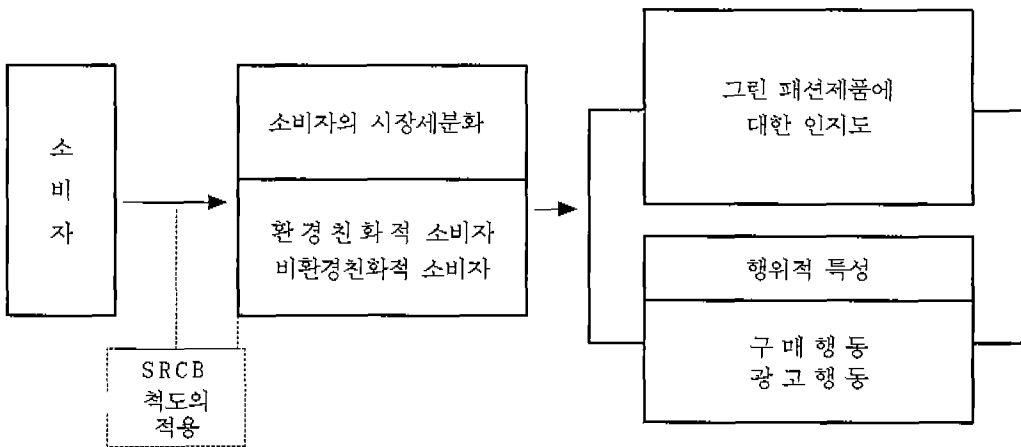 소
비
자
소비자의 시장세분화
환경친화적 소비자
비환경친화적 소비자
SRCB
척도의
적용
그린 패션제품에
대한 인지도
행위적 특성
구매행동
광고행동